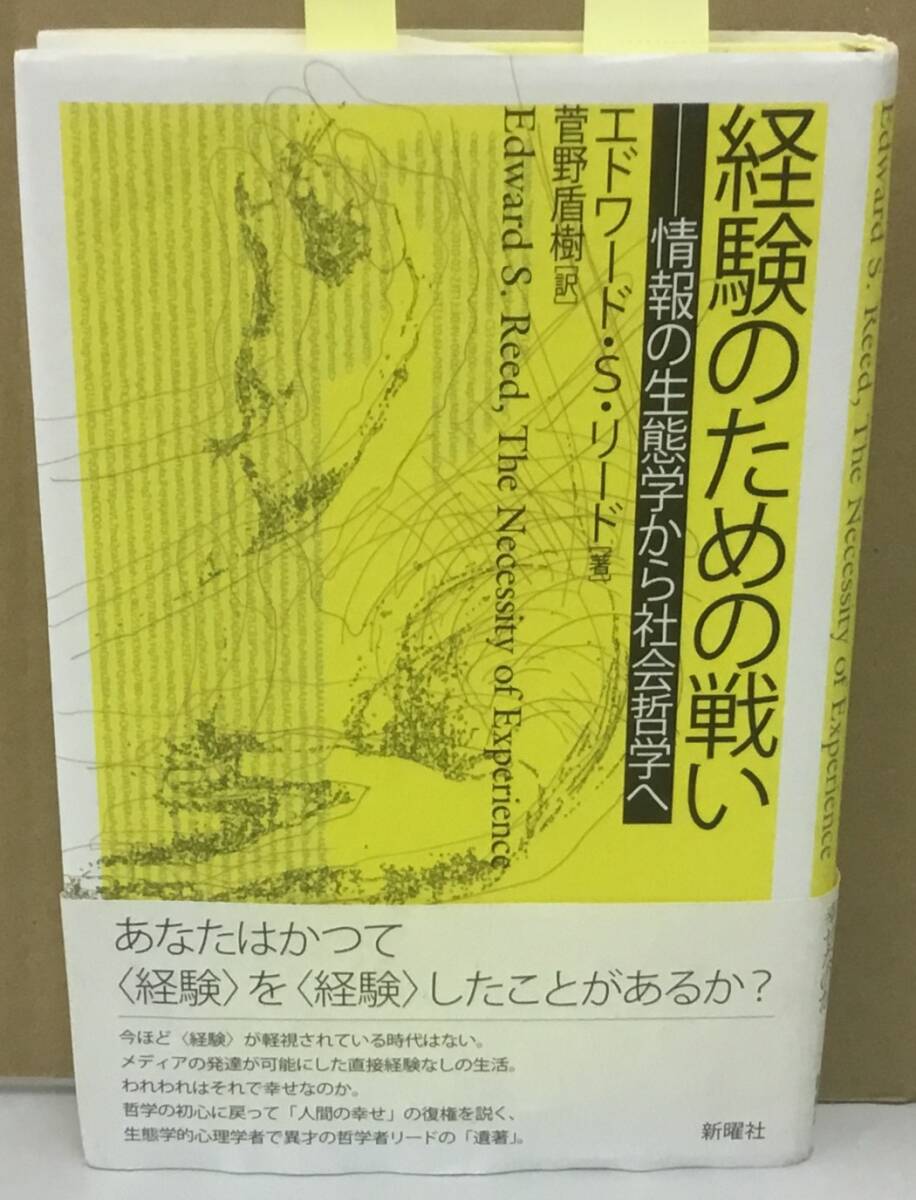 経験のための戦い
――情報の生態学から社会哲学へ
エドワード・S・リード[著]
菅野盾樹[訳]
Edward S. Reed, The Necessity of Experience
Edward S. Reed, The Necessity of Experience
あなたはかつて
〈経験〉を〈経験〉したことがあるか?
今ほど〈経験〉が軽視されている時代はない。
メディアの発達が可能にした直接経験なしの生活。
われわれはそれで幸せなのか。
哲学の初心に戻って「人間の幸せ」の復権を説く、
生態学的心理学者で異才の哲学者リードの「遺著」。
新曜社